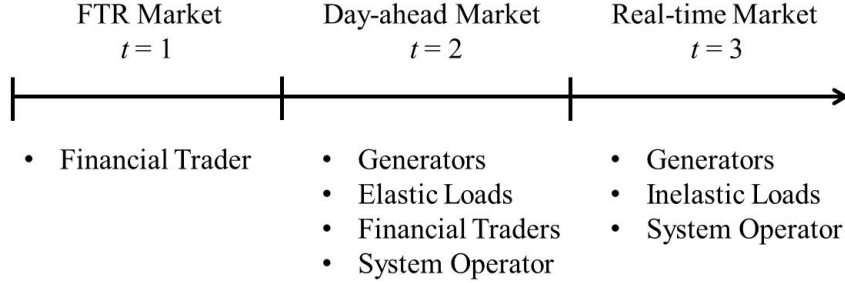 FTR Market
t = 1
Day-ahead Market
t = 2
Real-time Market
t = 3
• Financial Trader
• Generators
• Elastic Loads
• Financial Traders
• System Operator
• Generators
• Inelastic Loads
• System Operator